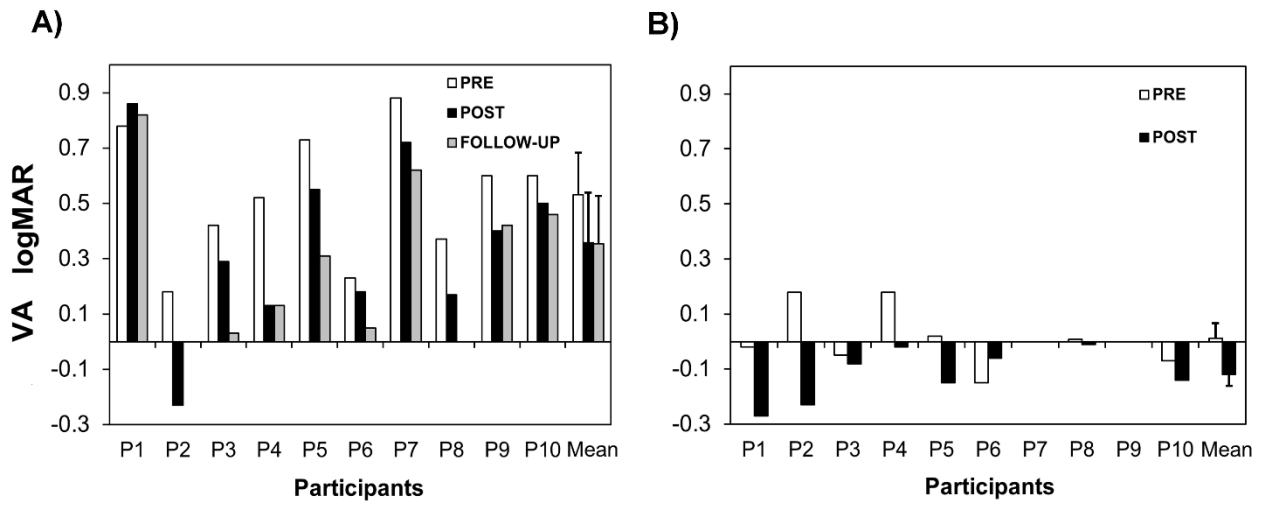 A)
PRE
POST
FOLLOW-UP
0.9
0.7
0.5
0.3
0.1
-0.1
-0.3
VA logMAR
P1 P2 P3 P4 P5 P6 P7 P8 P9 P10 Mean
Participants
B)
PRE
POST
0.9
0.7
0.5
0.3
0.1
-0.1
-0.3
P1 P2 P3 P4 P5 P6 P7 P8 P9 P10 Mean
Participants